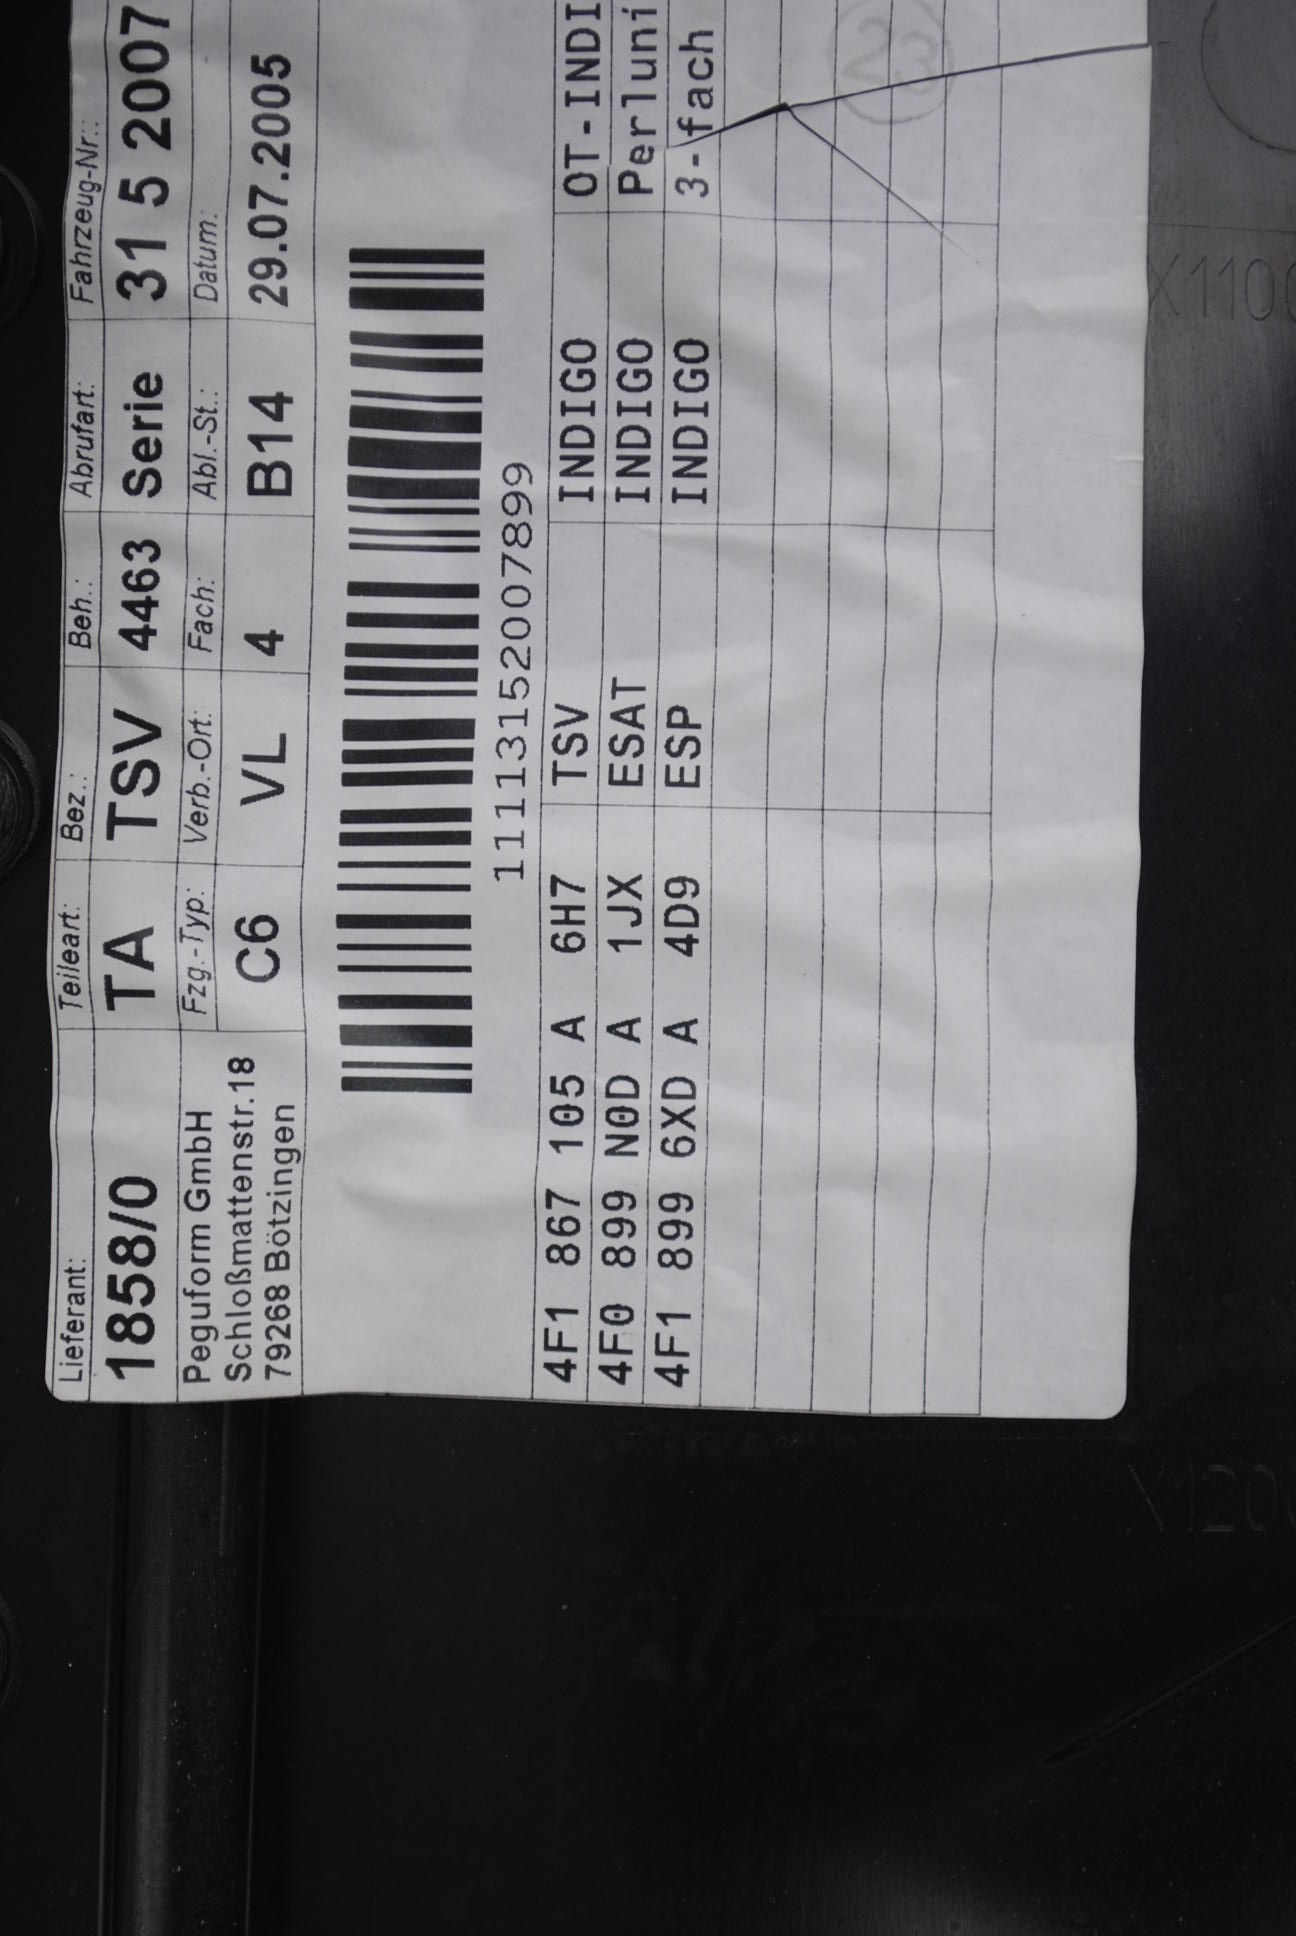 Lieferant: Teileart: Bez.: Beh.: Abrufart: Fahrzeug-Nr.:
1858/0 TA TSV 4463 Serie 31 5 2007
Peguform GmbH Fzg.-Typ: Verb.-Ort: Fach: Abl.-St.: Datum:
Schloßmattenstr.18 C6 VL 4 B14 29.07.2005
79268 Bötzingen
11113152007899
4F1 867 105 A 6H7 TSV INDIGO OT-INDI
4F0 899 N0D A 1JX ESAT INDIGO Perluni
4F1 899 6XD A 4D9 ESP INDIGO 3-fach
23
X110
X120